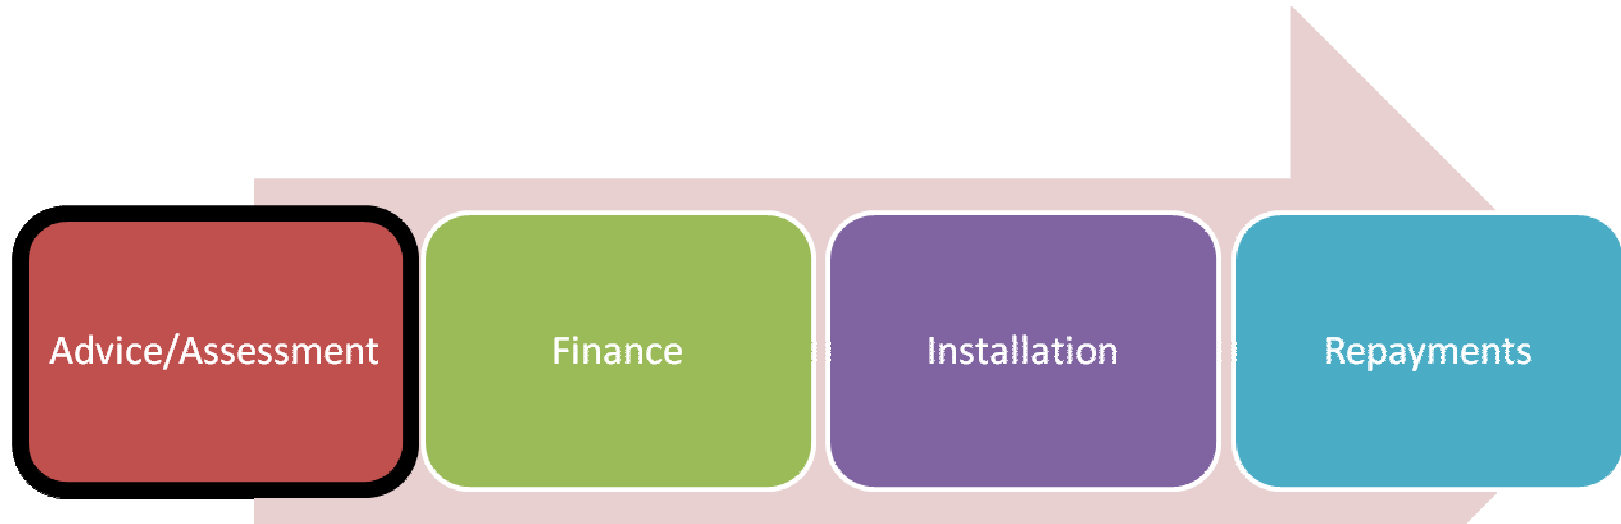 Advice/Assessment
Finance
Installation
Repayments